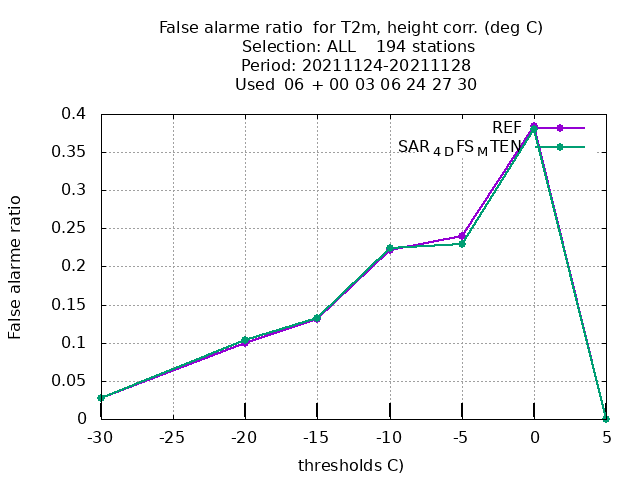 False alarme ratio for T2m, height corr. (deg C)
Selection: ALL 194 stations
Period: 20211124-20211128
Used 06 + 00 03 06 24 27 30
REF
SAR4DFSMTEN
0.4
0.35
0.3
0.25
0.2
0.15
0.1
0.05
0
False alarme ratio
-30 -25 -20 -15 -10 -5 0 5
thresholds C)